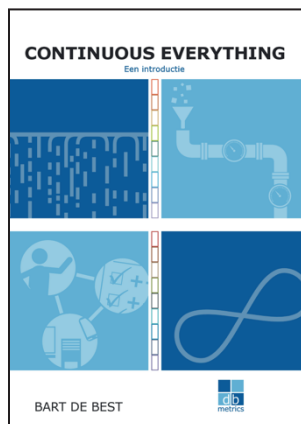 CONTINUOUS EVERYTHING
Een introductie
BART DE BEST
db
metrics